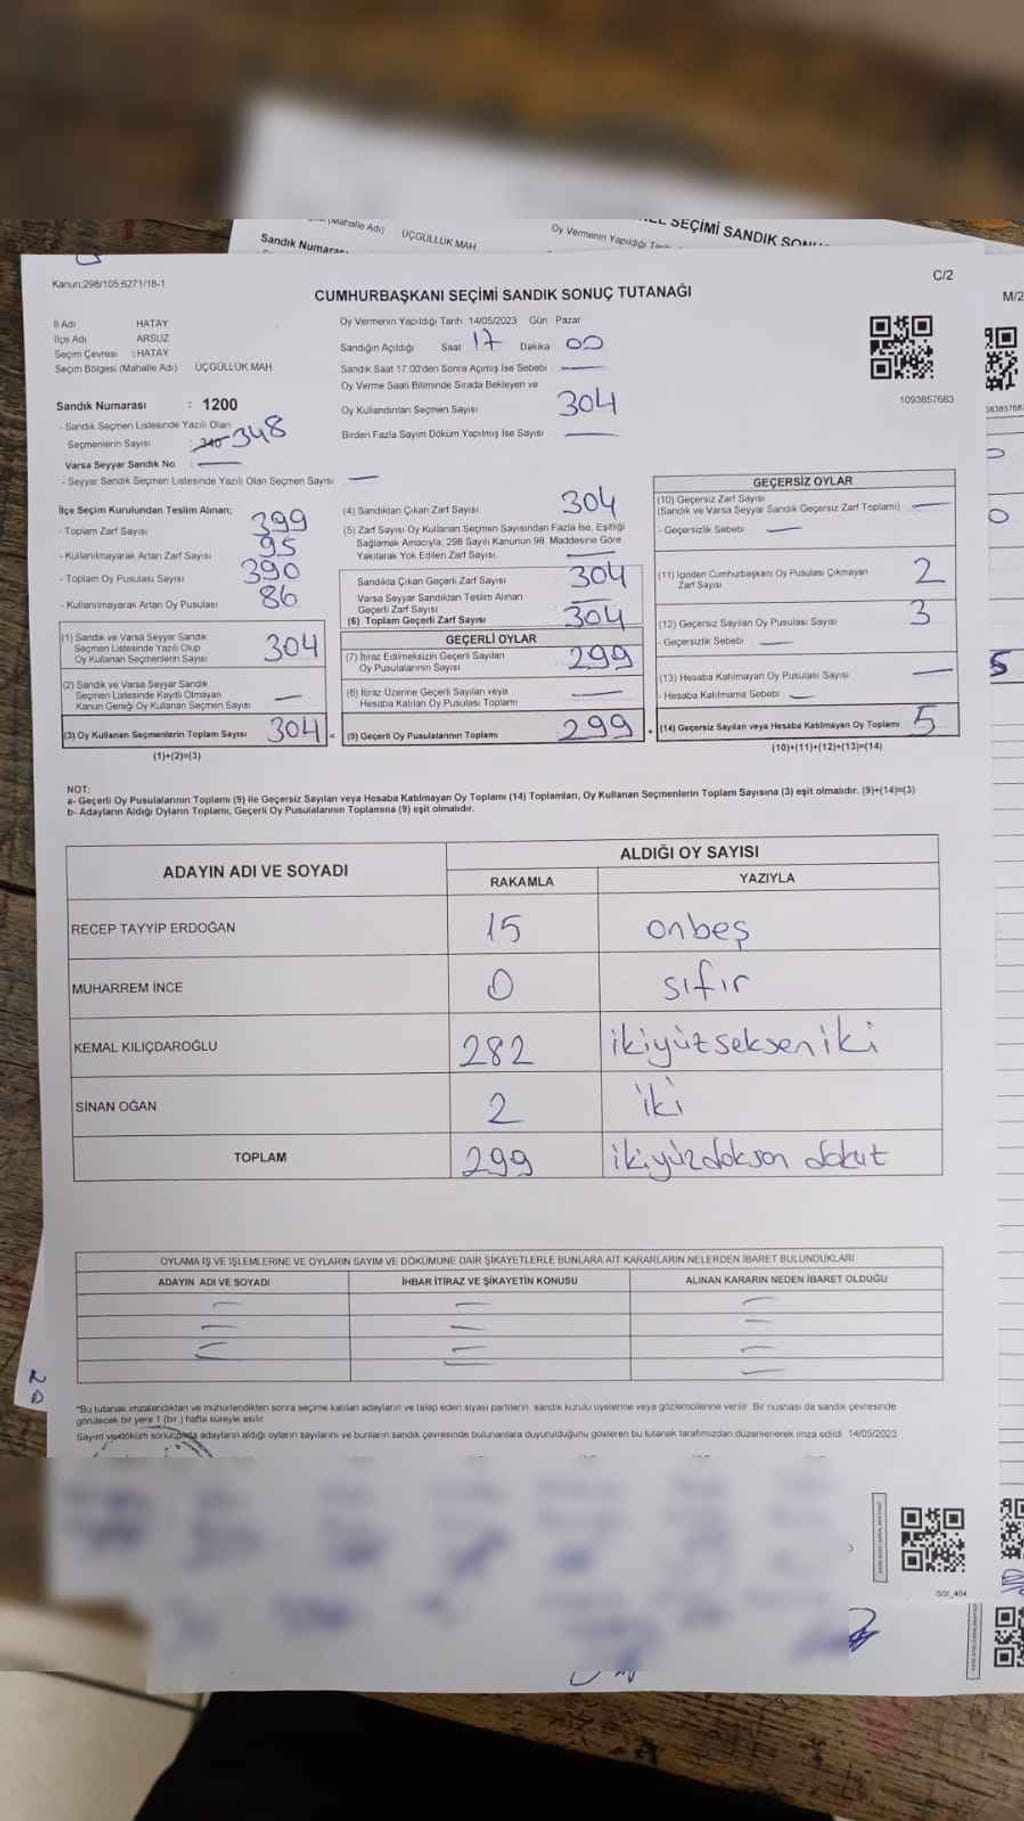 SEÇİMİ SANDIK
(Mahalle Adı) ÜÇGÜLLÜK MAH
Oy Vermenin Yapıldığı
Sandık
C/2
M/2
Kanun:298/105,6271/18-1
CUMHURBAŞKANI SEÇİMİ SANDIK SONUÇ TUTANAĞI
İl Adı HATAY
İlçe Adı ARSUZ
Seçim Çevresi : HATAY
Seçim Bölgesi (Mahalle Adı) ÜÇGÜLLÜK MAH
Oy Vermenin Yapıldığı Tarih 14/05/2023 Gün Pazar
Sandığın Açıldığı Saat 17 Dakika 00
Sandık Saat 17:00'den Sonra Açılmış İse Sebebi
Oy Verme Saati Bitiminde Sırada Bekleyen ve
Oy Kullandırılan Seçmen Sayısı 304
Birden Fazla Sayım Döküm Yapılmış İse Sayısı
1093857683
Sandık Numarası : 1200
- Sandık Seçmen Listesinde Yazılı Olan
Seçmenlerin Sayısı : 340 348
Varsa Seyyar Sandık No :
- Seyyar Sandık Seçmen Listesinde Yazılı Olan Seçmen Sayısı
İlçe Seçim Kurulundan Teslim Alınan;
- Toplam Zarf Sayısı 399
- Kullanılmayarak Artan Zarf Sayısı 95
- Toplam Oy Pusulası Sayısı 390
- Kullanılmayarak Artan Oy Pusulası 86
(1) Sandık ve Varsa Seyyar Sandık
Seçmen Listesinde Yazılı Olup
Oy Kullanan Seçmenlerin Sayısı 304
(2) Sandık ve Varsa Seyyar Sandık
Seçmen Listesinde Kayıtlı Olmayan
Kanun Gereği Oy Kullanan Seçmen Sayısı
(3) Oy Kullanan Seçmenlerin Toplam Sayısı 304
(1)+(2)=(3)
(4) Sandıktan Çıkan Zarf Sayısı 304
(5) Zarf Sayısı Oy Kullanan Seçmen Sayısından Fazla İse, Eşitliği
Sağlamak Amacıyla, 298 Sayılı Kanunun 98. Maddesine Göre
Yakılarak Yok Edilen Zarf Sayısı
Sandıkta Çıkan Geçerli Zarf Sayısı 304
Varsa Seyyar Sandıktan Teslim Alınan
Geçerli Zarf Sayısı
(6) Toplam Geçerli Zarf Sayısı 304
GEÇERLİ OYLAR
(7) İtiraz Edilmeksizin Geçerli Sayılan
Oy Pusulalarının Sayısı 299
(8) İtiraz Üzerine Geçerli Sayılan veya
Hesaba Katılan Oy Pusulası Toplamı
(9) Geçerli Oy Pusulalarının Toplamı 299
GEÇERSİZ OYLAR
(10) Geçersiz Zarf Sayısı
(Sandık ve Varsa Seyyar Sandık Geçersiz Zarf Toplamı)
- Geçersizlik Sebebi
(11) İçinden Cumhurbaşkanı Oy Pusulası Çıkmayan
Zarf Sayısı 2
(12) Geçersiz Sayılan Oy Pusulası Sayısı 3
- Geçersizlik Sebebi
(13) Hesaba Katılmayan Oy Pusulası Sayısı
- Hesaba Katılmama Sebebi
(14) Geçersiz Sayılan veya Hesaba Katılmayan Oy Toplamı 5
(10)+(11)+(12)+(13)=(14)
5
NOT:
a- Geçerli Oy Pusulalarının Toplamı (9) ile Geçersiz Sayılan veya Hesaba Katılmayan Oy Toplamı (14) Toplamları, Oy Kullanan Seçmenlerin Toplam Sayısına (3) eşit olmalıdır. (9)+(14)=(3)
b- Adayların Aldığı Oyların Toplamı, Geçerli Oy Pusulalarının Toplamına (9) eşit olmalıdır.
ADAYIN ADI VE SOYADI ALDIĞI OY SAYISI
RAKAMLA YAZIYLA
RECEP TAYYİP ERDOĞAN 15 onbeş
MUHARREM İNCE 0 sıfır
KEMAL KILIÇDAROĞLU 282 ikiyüzsekseniki
SİNAN OĞAN 2 iki
TOPLAM 299 ikiyüzdokson dokuz
OYLAMA İŞ VE İŞLEMLERİNE VE OYLARIN SAYIM VE DÖKÜMÜNE DAİR ŞİKAYETLERLE BUNLARA AİT KARARLARIN NELERDEN İBARET BULUNDUKLARI
ADAYIN ADI VE SOYADI İHBAR İTİRAZ VE ŞİKAYETİN KONUSU ALINAN KARARIN NEDEN İBARET OLDUĞU
"Bu tutanak imzalandıktan ve mühürlendikten sonra seçime katılan adayların ve talep eden siyasi partilerin sandık kurulu üyelerine veya gözlemcilerine verilir. Bir nüshası da sandık çevresinde
görülecek bir yere 1 (bir) hafta süreyle asılır.
Sayım ve döküm sonucunda adayların aldığı oyların sayılarını ve bunların sandık çevresinde bulunanlara duyurulduğunu gösteren bu tutanak tarafımızdan düzenlenerek imza edildi. 14/05/2023